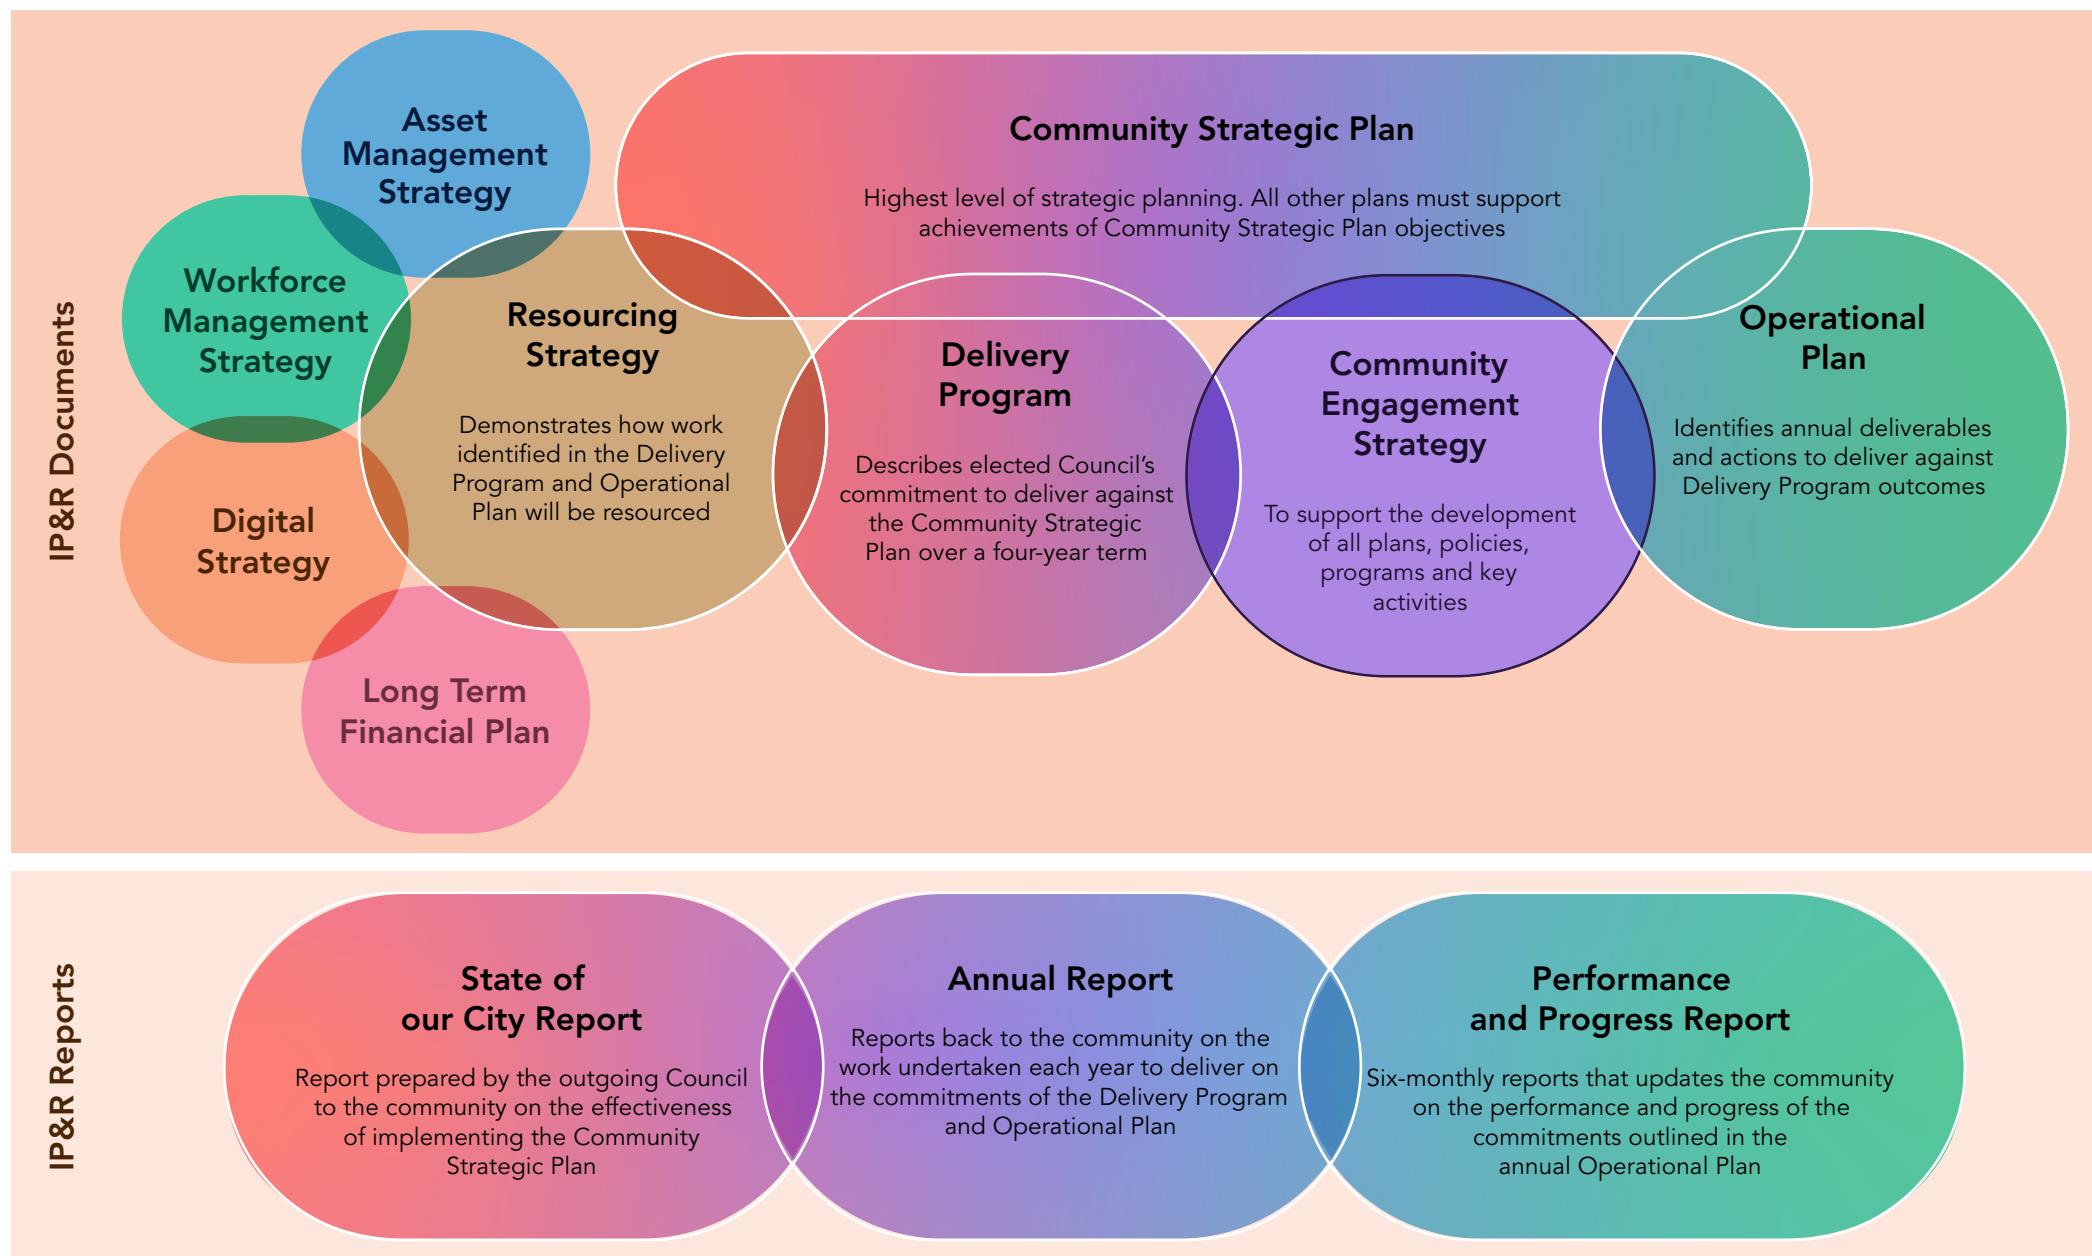 IP&R Documents
Asset
Management
Strategy
Workforce
Management
Strategy
Digital
Strategy
Long Term
Financial Plan
Resourcing
Strategy
Demonstrates how work
identified in the Delivery
Program and Operational
Plan will be resourced
Community Strategic Plan
Highest level of strategic planning. All other plans must support
achievements of Community Strategic Plan objectives
Delivery
Program
Describes elected Council’s
commitment to deliver against
the Community Strategic
Plan over a four-year term
Community
Engagement
Strategy
To support the development
of all plans, policies,
programs and key
activities
Operational
Plan
Identifies annual deliverables
and actions to deliver against
Delivery Program outcomes
IP&R Reports
State of
our City Report
Report prepared by the outgoing Council
to the community on the effectiveness
of implementing the Community
Strategic Plan
Annual Report
Reports back to the community on the
work undertaken each year to deliver on
the commitments of the Delivery Program
and Operational Plan
Performance
and Progress Report
Six-monthly reports that updates the community
on the performance and progress of the
commitments outlined in the
annual Operational Plan